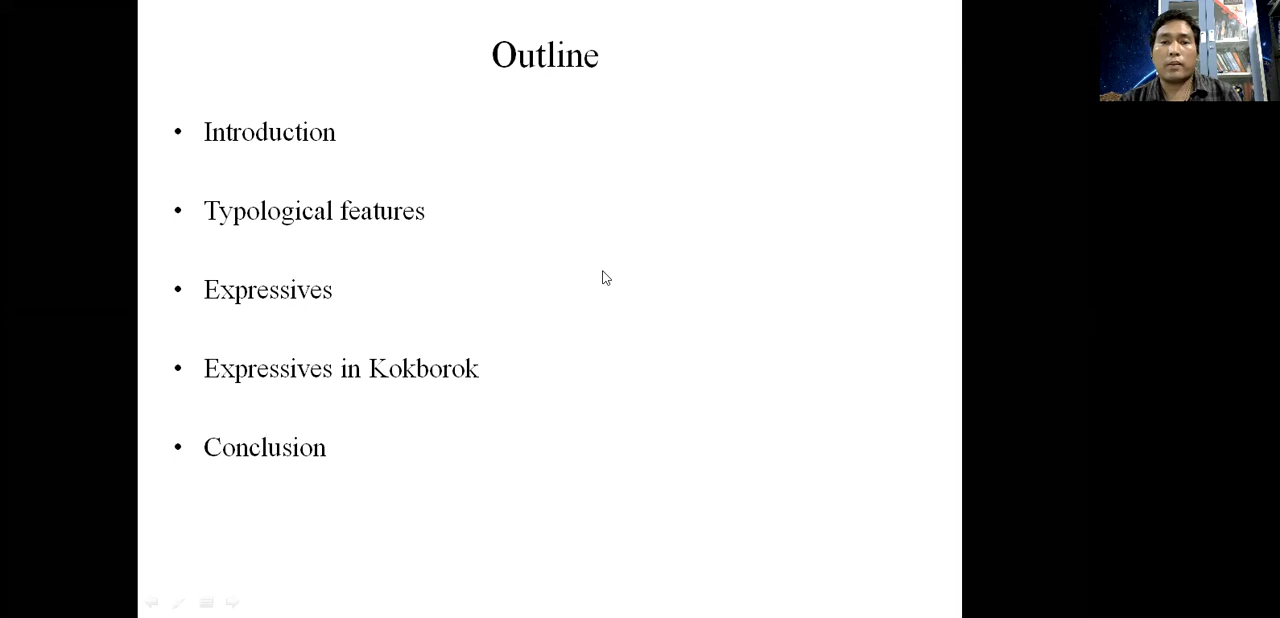 Outline
• Introduction
• Typological features
• Expressives
• Expressives in Kokborok
• Conclusion